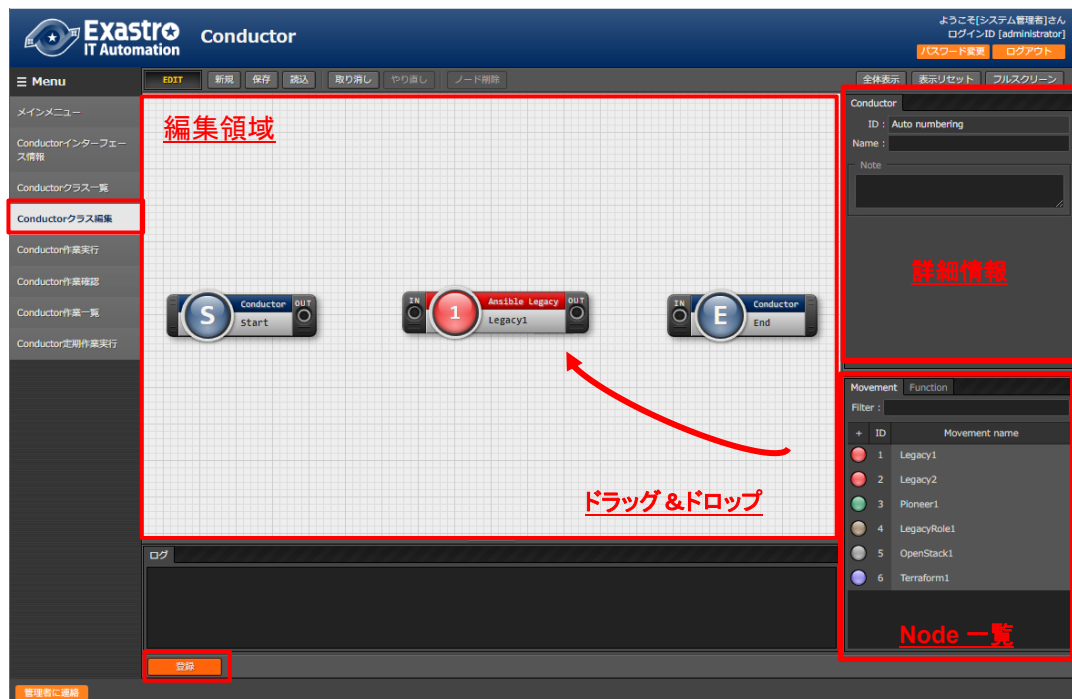 Exastro
IT Automation
Conductor
ようこそ[システム管理者]さん
ログインID [administrator]
パスワード変更 ログアウト
☰ Menu
EDIT 新規 保存 読込 取り消し やり直し ノード削除 全体表示 表示リセット フルスクリーン
メインメニュー
Conductorインターフェー
ス情報
Conductorクラス一覧
Conductorクラス編集
Conductor作業実行
Conductor作業確認
Conductor作業一覧
Conductor定期作業実行
編集領域
S Conductor OUT
Start
IN 1 Ansible Legacy OUT
Legacy1
IN E Conductor
End
ドラッグ&ドロップ
Conductor
ID : Auto numbering
Name :
Note
詳細情報
Movement Function
Filter :
+ ID Movement name
1 Legacy1
2 Legacy2
3 Pioneer1
4 LegacyRole1
5 OpenStack1
6 Terraform1
Node 一覧
ログ
登録
管理者に連絡